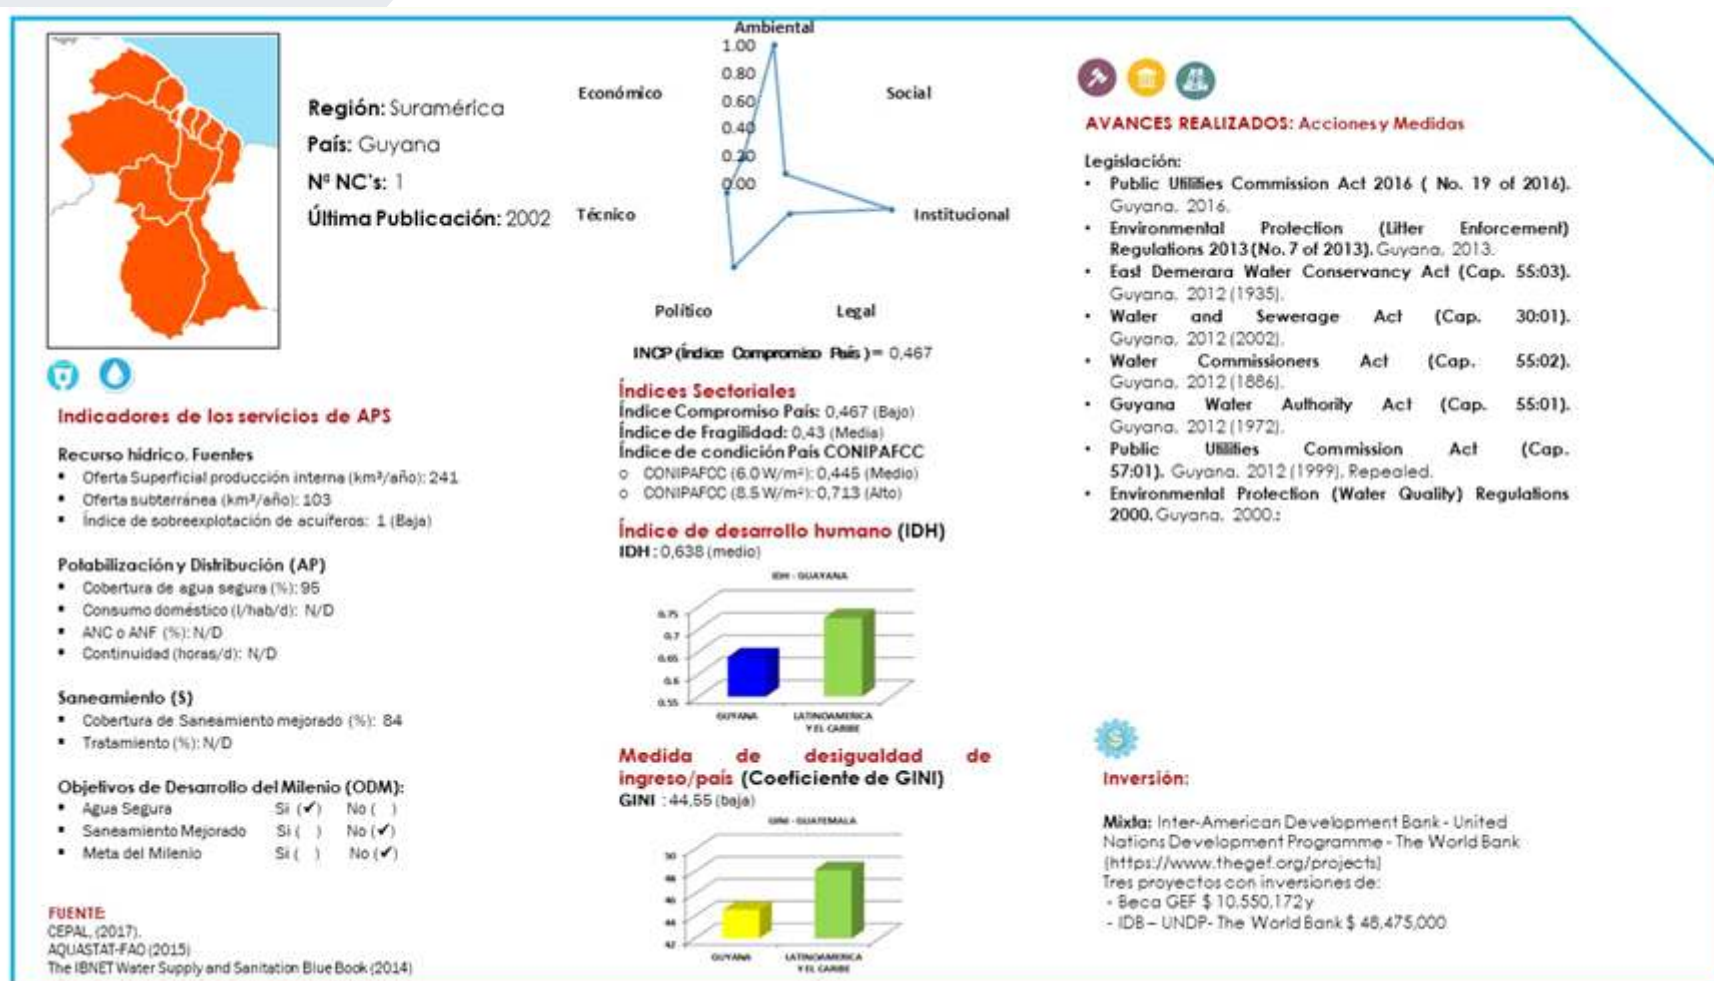 Región: Suramérica
País: Guyana
Nº NC's: 1
Última Publicación: 2002
Indicadores de los servicios de APS
Recurso hídrico. Fuentes
▪ Oferta Superficial producción interna (km³/año): 241
▪ Oferta subterránea (km³/año): 103
▪ Índice de sobreexplotación de acuíferos: 1 (Baja)
Potabilización y Distribución (AP)
▪ Cobertura de agua segura (%): 95
▪ Consumo doméstico (l/hab/d): N/D
▪ ANC o ANF (%): N/D
▪ Continuidad (horas/d): N/D
Saneamiento (S)
▪ Cobertura de Saneamiento mejorado (%): 84
▪ Tratamiento (%): N/D
Objetivos de Desarrollo del Milenio (ODM):
▪ Agua Segura Si (✔) No ( )
▪ Saneamiento Mejorado Si ( ) No (✔)
▪ Meta del Milenio Si ( ) No (✔)
FUENTE
CEPAL, (2017).
AQUASTAT-FAO (2015)
The IBNET Water Supply and Sanitation Blue Book (2014)
Ambiental
1.00
0.80
0.60
0.40
0.20
0.00
Económico
Social
Técnico
Institucional
Político
Legal
INCP (Índice Compromiso País) = 0,467
Índices Sectoriales
Índice Compromiso País: 0,467 (Bajo)
Índice de Fragilidad: 0,43 (Media)
Índice de condición País CONIPAFCC
o CONIPAFCC (6.0 W/m²): 0,445 (Medio)
o CONIPAFCC (8.5 W/m²): 0,713 (Alto)
Índice de desarrollo humano (IDH)
IDH : 0,638 (medio)
IDH - GUAYANA
0.75
0.7
0.65
0.6
0.55
GUYANA
LATINOAMERICA
Y EL CARIBE
Medida de desigualdad de
ingreso/país (Coeficiente de GINI)
GINI : 44,55 (baja)
GINI - GUATEMALA
50
48
46
44
42
GUYANA
LATINOAMERICA
Y EL CARIBE
AVANCES REALIZADOS: Acciones y Medidas
Legislación:
• Public Utilities Commission Act 2016 ( No. 19 of 2016).
Guyana. 2016.
• Environmental Protection (Litter Enforcement)
Regulations 2013 (No. 7 of 2013). Guyana. 2013.
• East Demerara Water Conservancy Act (Cap. 55:03).
Guyana. 2012 (1935).
• Water and Sewerage Act (Cap. 30:01).
Guyana. 2012 (2002).
• Water Commissioners Act (Cap. 55:02).
Guyana. 2012 (1886).
• Guyana Water Authority Act (Cap. 55:01).
Guyana. 2012 (1972).
• Public Utilities Commission Act (Cap.
57:01). Guyana. 2012 (1999). Repealed.
• Environmental Protection (Water Quality) Regulations
2000. Guyana. 2000.:
S
Inversión:
Mixta: Inter-American Development Bank - United
Nations Development Programme - The World Bank
(https://www.thegef.org/projects)
Tres proyectos con inversiones de:
- Beca GEF $ 10,550,172 y
- IDB – UNDP- The World Bank $ 48,475,000